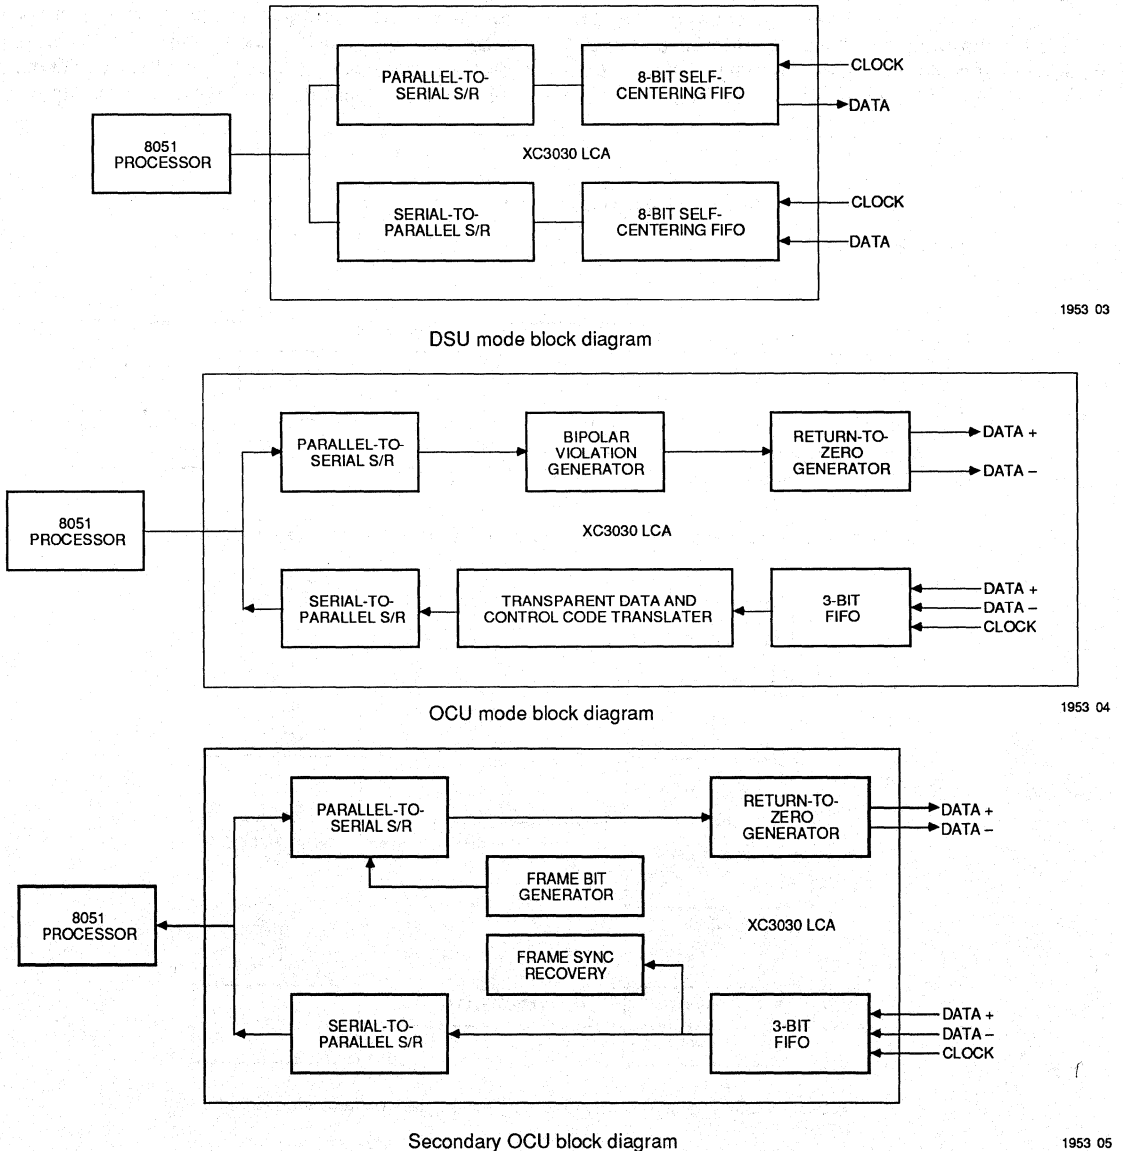 PARALLEL-TO-
SERIAL S/R
8-BIT SELF-
CENTERING FIFO
CLOCK
DATA
8051
PROCESSOR
XC3030 LCA
SERIAL-TO-
PARALLEL S/R
8-BIT SELF-
CENTERING FIFO
CLOCK
DATA
1953 03
DSU mode block diagram
PARALLEL-TO-
SERIAL S/R
BIPOLAR
VIOLATION
GENERATOR
RETURN-TO-
ZERO
GENERATOR
DATA +
DATA –
8051
PROCESSOR
XC3030 LCA
SERIAL-TO-
PARALLEL S/R
TRANSPARENT DATA AND
CONTROL CODE TRANSLATER
3-BIT
FIFO
DATA +
DATA –
CLOCK
OCU mode block diagram
1953 04
PARALLEL-TO-
SERIAL S/R
RETURN-TO-
ZERO
GENERATOR
DATA +
DATA –
FRAME BIT
GENERATOR
8051
PROCESSOR
XC3030 LCA
FRAME SYNC
RECOVERY
SERIAL-TO-
PARALLEL S/R
3-BIT
FIFO
DATA +
DATA –
CLOCK
Secondary OCU block diagram
1953 05